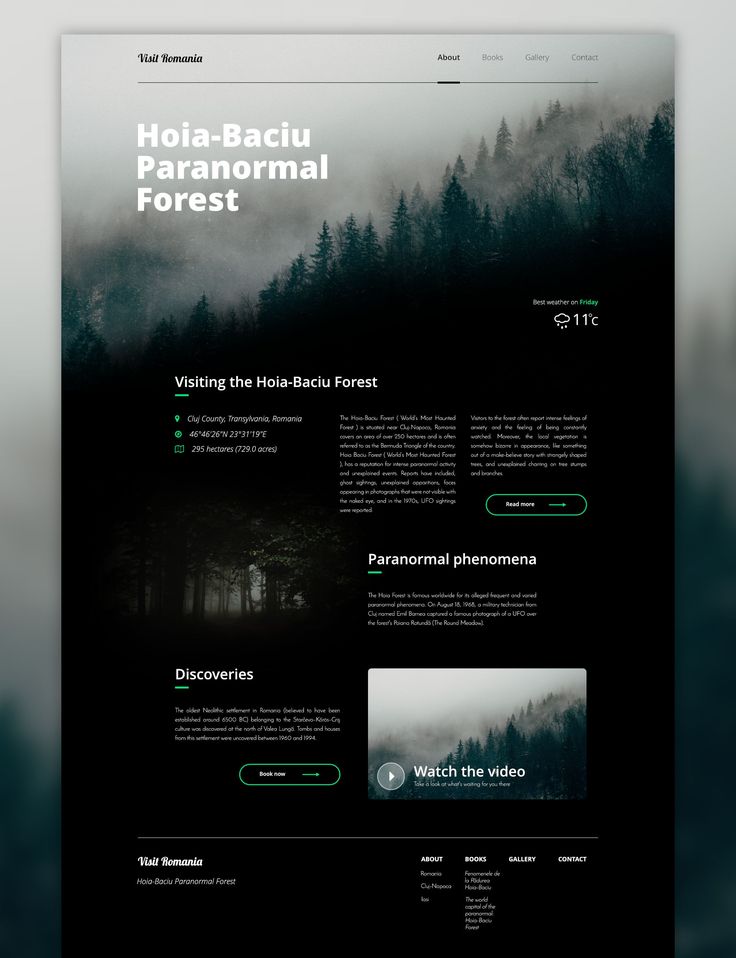 Visit Romania
About Books Gallery Contact
Hoia-Baciu
Paranormal
Forest
Best weather on Friday
11°C
Visiting the Hoia-Baciu Forest
Cluj County, Transylvania, Romania
46°46'26"N 23°31'19"E
295 hectares (729.0 acres)
The Hoia-Baciu Forest ( World's Most Haunted
Forest ) is situated near Cluj-Napoca, Romania
covers an area of over 250 hectares and is often
referred to as the Bermuda Triangle of the country.
Hoia Baciu Forest ( World's Most Haunted Forest
), has a reputation for intense paranormal activity
and unexplained events. Reports have included,
ghost sightings, unexplained apparitions, faces
appearing in photographs that were not visible with
the naked eye, and in the 1970s, UFO sightings
were reported.
Visitors to the forest often report intense feelings of
anxiety and the feeling of being constantly
watched. Moreover, the local vegetation is
somehow bizarre in appearance, like something
out of a make-believe story with strangely shaped
trees, and unexplained charring on tree stumps
and branches.
Read more
Paranormal phenomena
The Hoia Forest is famous worldwide for its alleged frequent and varied
paranormal phenomena. On August 18, 1968, a military technician from
Cluj named Emil Barnea captured a famous photograph of a UFO over
the forest's Poiana Rotundă (The Round Meadow).
Discoveries
The oldest Neolithic settlement in Romania (believed to have been
established around 6500 BC) belonging to the Starčevo–Körös–Criş
culture was discovered at the north of Valea Lungă. Tombs and houses
from this settlement were uncovered between 1960 and 1994.
Book now
Watch the video
Take a look at what's waiting for you there
Visit Romania
Hoia-Baciu Paranormal Forest
ABOUT
Romania
Cluj-Napoca
Iasi
BOOKS
Fenomenele de
la Pădurea
Hoia-Baciu
The world
capital of the
paranormal:
Hoia Baciu
Forest
GALLERY
CONTACT